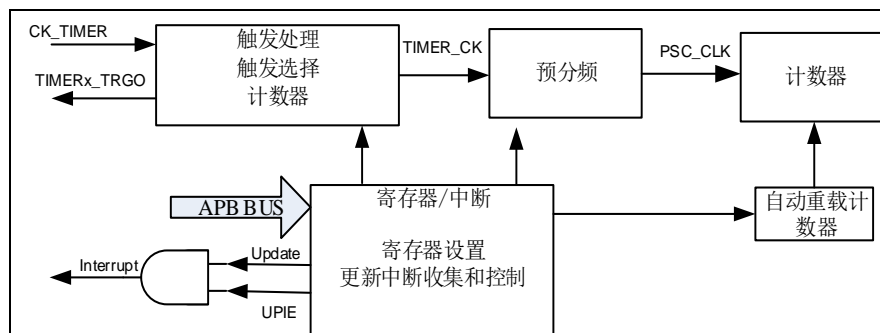 CK_TIMER
TIMERx_TRGO
触发处理
触发选择
计数器
TIMER_CK
预分频
PSC_CLK
计数器
APB BUS
寄存器/中断
寄存器设置
更新中断收集和控制
自动重载计
数器
Interrupt
Update
UPIE